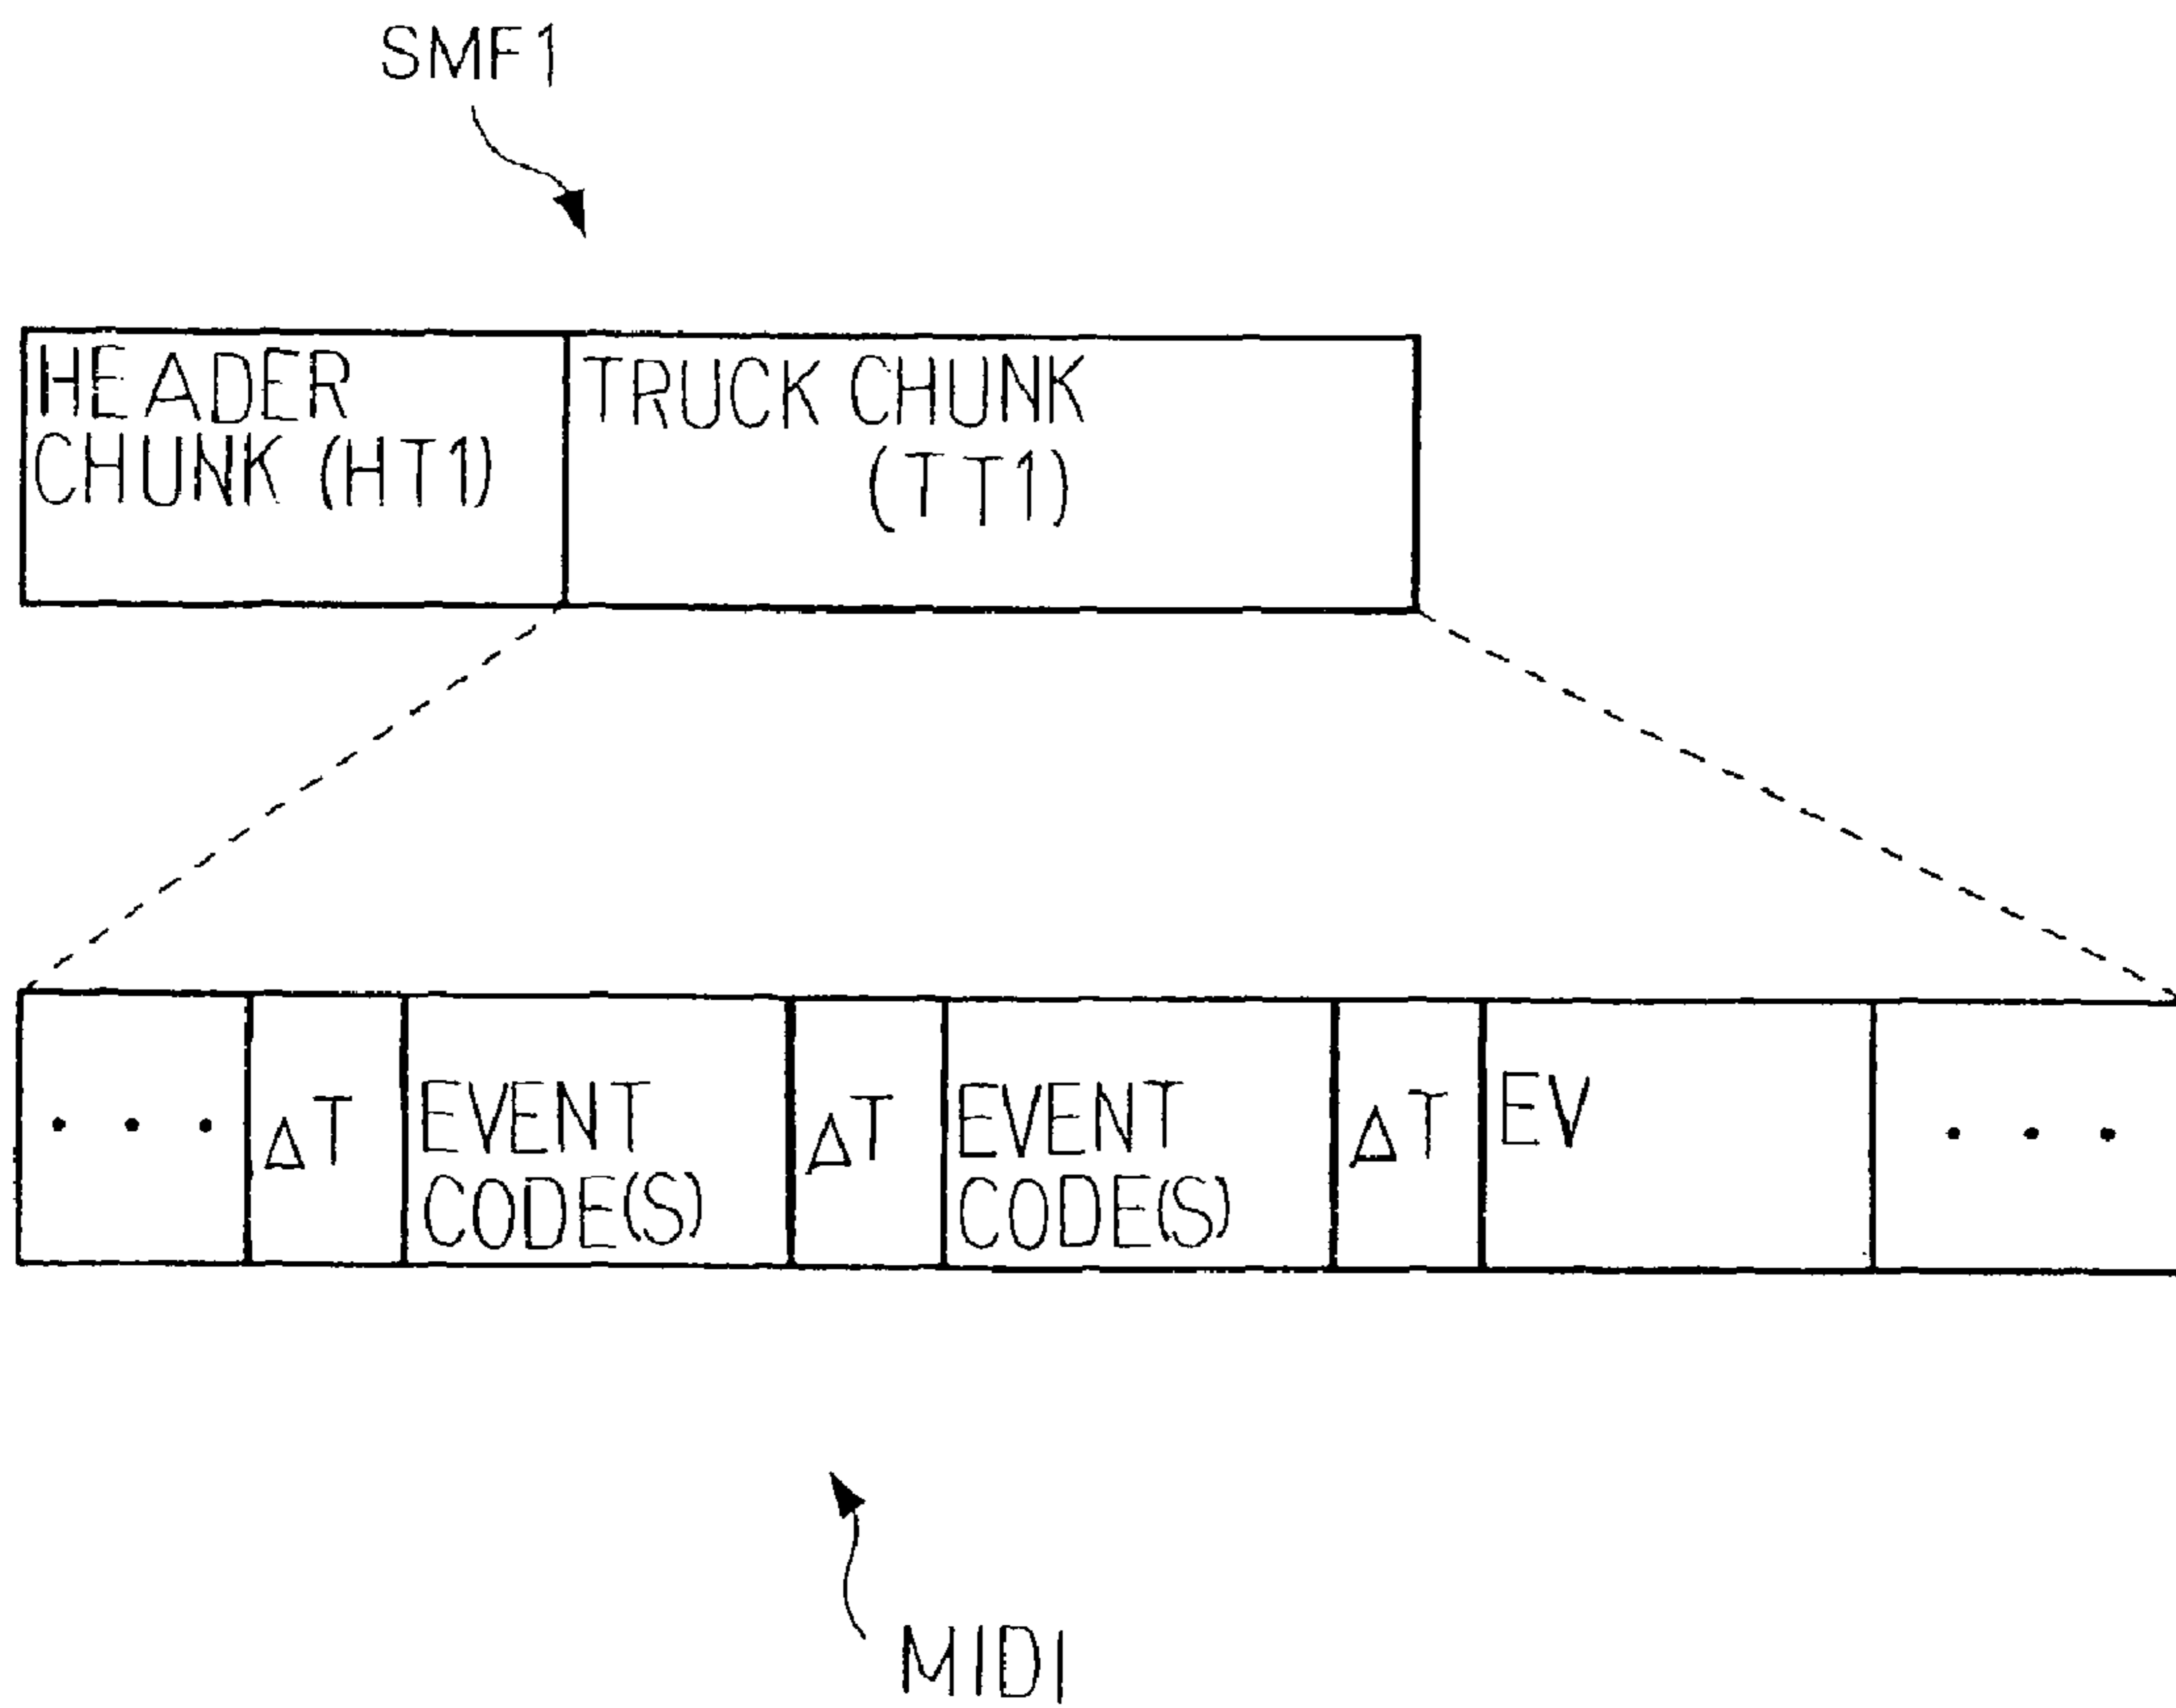 SMF1
HEADER
CHUNK (HT1)
TRUCK CHUNK
(TT1)
• • •
ΔT
EVENT
CODE(S)
ΔT
EVENT
CODE(S)
ΔT
EV
• • •
MIDI